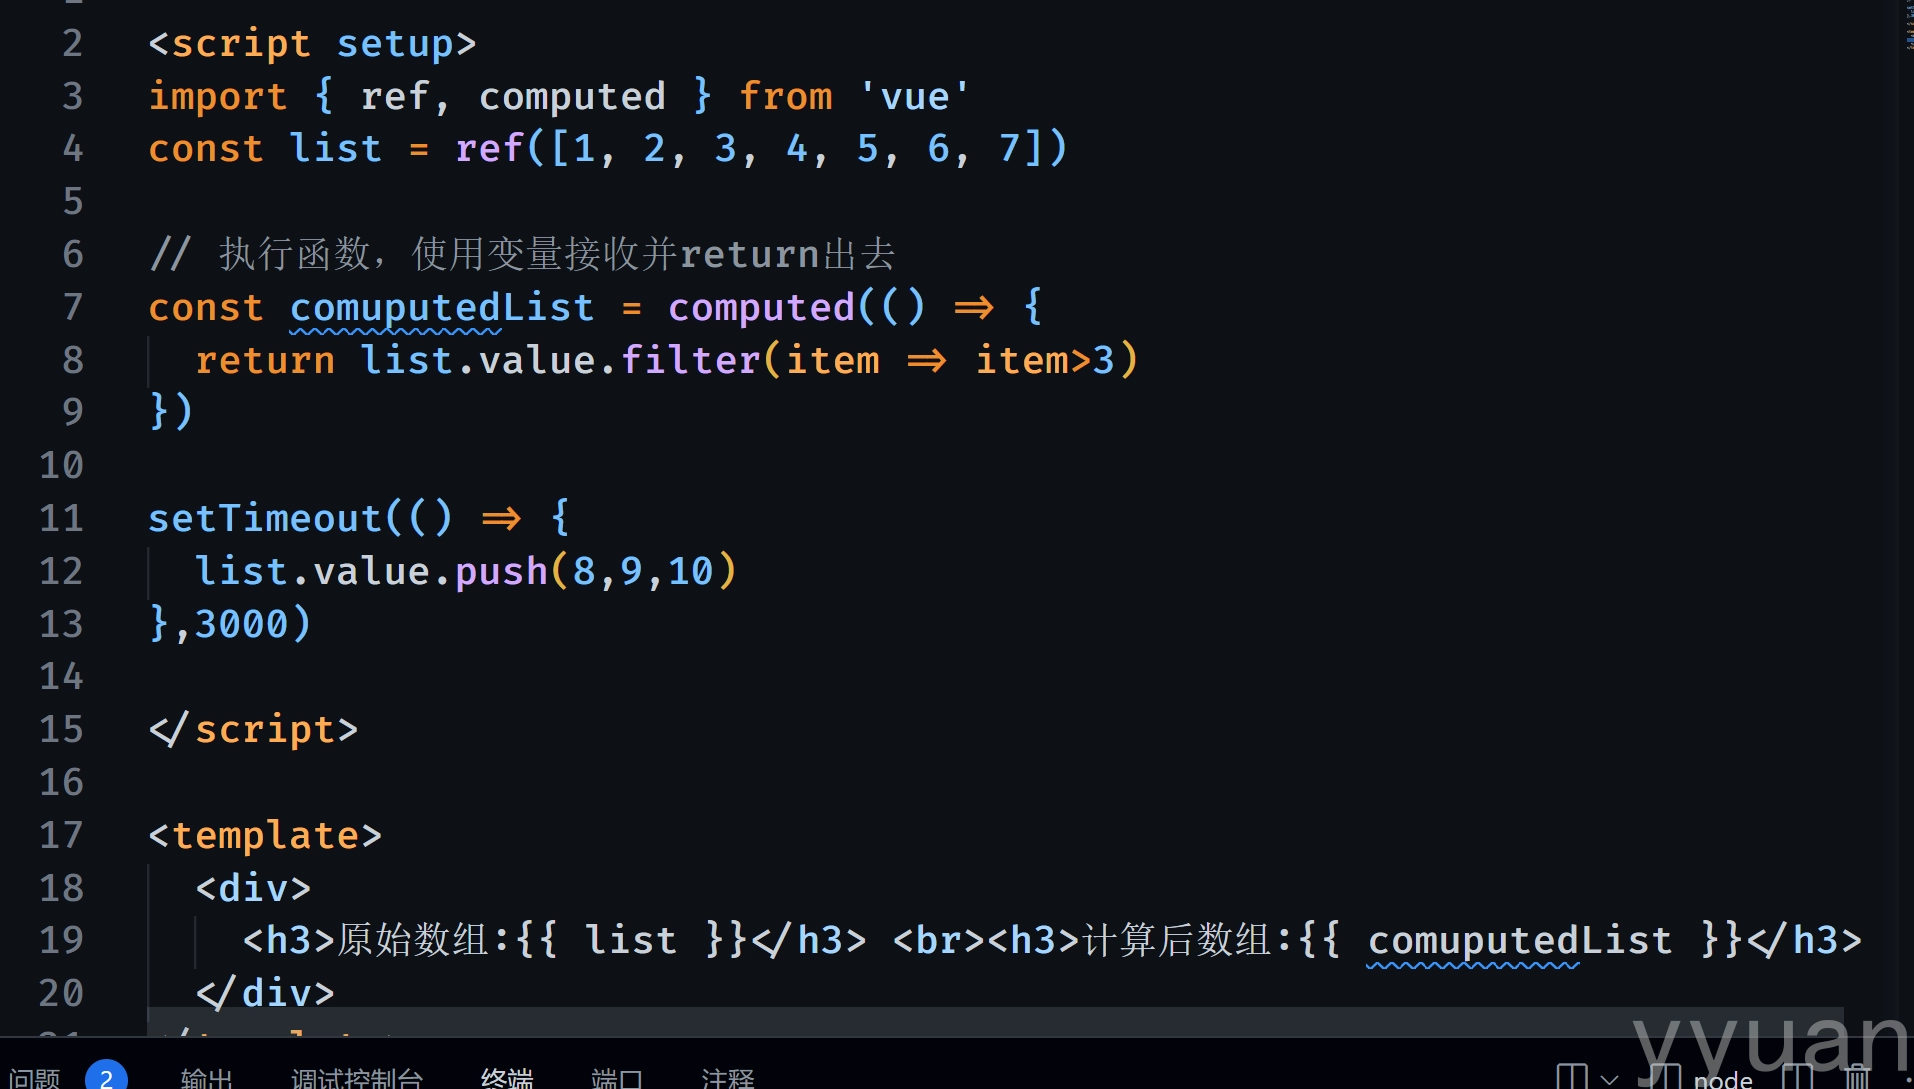 2 <script setup>
3 import { ref, computed } from 'vue'
4 const list = ref([1, 2, 3, 4, 5, 6, 7])
5
6 // 执行函数，使用变量接收并return出去
7 const comuputedList = computed(() => {
8 return list.value.filter(item => item>3)
9 })
10
11 setTimeout(() => {
12 list.value.push(8,9,10)
13 },3000)
14
15 </script>
16
17 <template>
18 <div>
19 <h3>原始数组:{{ list }}</h3> <br><h3>计算后数组:{{ comuputedList }}</h3>
20 </div>
问题 2 输出 调试控制台 终端 端口 注释 node
yyuan